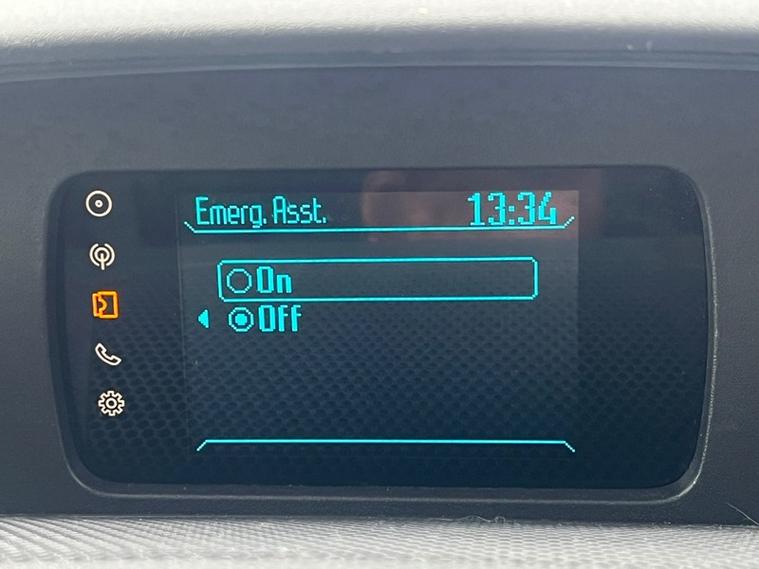 Emerg. Asst. 13:34
On
Off